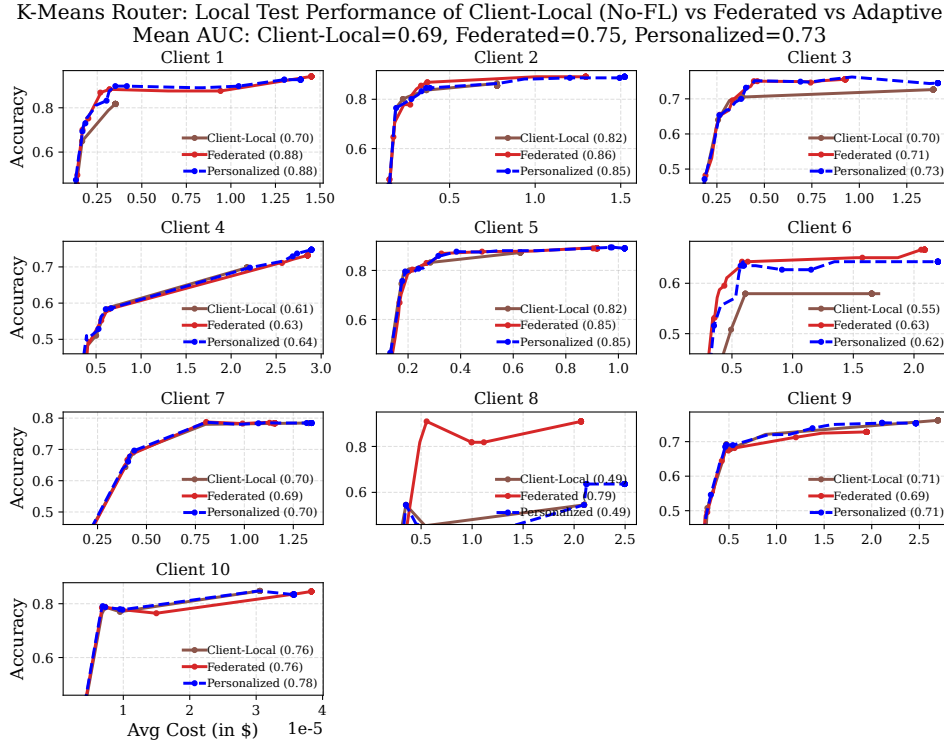 K-Means Router: Local Test Performance of Client-Local (No-FL) vs Federated vs Adaptive
Mean AUC: Client-Local=0.69, Federated=0.75, Personalized=0.73
Client 1
Accuracy
0.8
0.6
Client-Local (0.70)
Federated (0.88)
Personalized (0.88)
0.25 0.50 0.75 1.00 1.25 1.50
Client 2
0.8
0.6
Client-Local (0.82)
Federated (0.86)
Personalized (0.85)
0.5 1.0 1.5
Client 3
0.7
0.6
0.5
Client-Local (0.70)
Federated (0.71)
Personalized (0.73)
0.25 0.50 0.75 1.00 1.25
Client 4
Accuracy
0.7
0.6
0.5
Client-Local (0.61)
Federated (0.63)
Personalized (0.64)
0.5 1.0 1.5 2.0 2.5 3.0
Client 5
0.8
0.6
Client-Local (0.82)
Federated (0.85)
Personalized (0.85)
0.2 0.4 0.6 0.8 1.0
Client 6
0.6
0.5
Client-Local (0.55)
Federated (0.63)
Personalized (0.62)
0.5 1.0 1.5 2.0
Client 7
Accuracy
0.8
0.7
0.6
0.5
Client-Local (0.70)
Federated (0.69)
Personalized (0.70)
0.25 0.50 0.75 1.00 1.25
Client 8
0.8
0.6
Client-Local (0.49)
Federated (0.79)
Personalized (0.49)
0.5 1.0 1.5 2.0 2.5
Client 9
0.7
0.6
0.5
Client-Local (0.71)
Federated (0.69)
Personalized (0.71)
0.5 1.0 1.5 2.0 2.5
Client 10
Accuracy
0.8
0.6
Client-Local (0.76)
Federated (0.76)
Personalized (0.78)
1 2 3 4
Avg Cost (in $)
1e-5